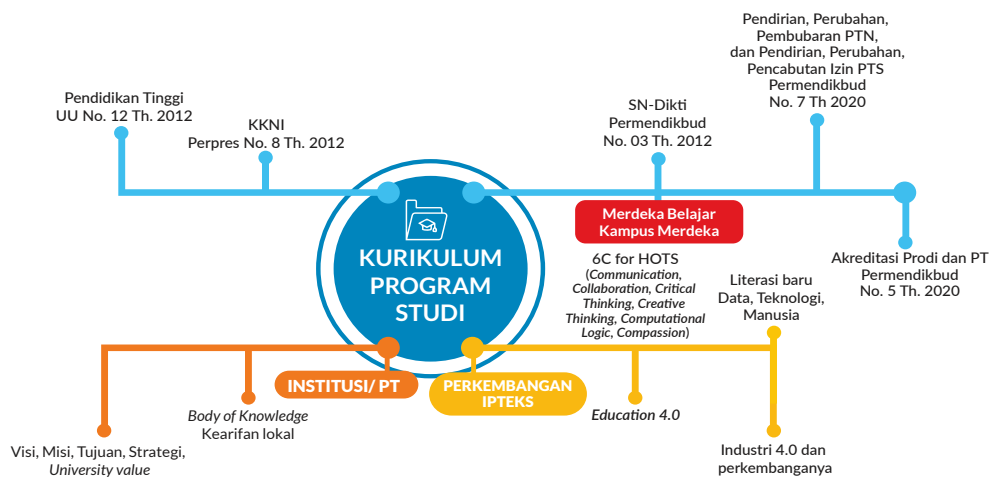 Pendidikan Tinggi
UU No. 12 Th. 2012
KKNI
Perpres No. 8 Th. 2012
SN-Dikti
Permendikbud
No. 03 Th. 2012
Pendirian, Perubahan,
Pembubaran PTN,
dan Pendirian, Perubahan,
Pencabutan Izin PTS
Permendikbud
No. 7 Th 2020
Merdeka Belajar
Kampus Merdeka
Akreditasi Prodi dan PT
Permendikbud
No. 5 Th. 2020
KURIKULUM
PROGRAM
STUDI
6C for HOTS
(Communication,
Collaboration, Critical
Thinking, Creative
Thinking, Computational
Logic, Compassion)
Literasi baru
Data, Teknologi,
Manusia
INSTITUSI/ PT
PERKEMBANGAN
IPTEKS
Body of Knowledge
Kearifan lokal
Education 4.0
Visi, Misi, Tujuan, Strategi,
University value
Industri 4.0 dan
perkembanganya